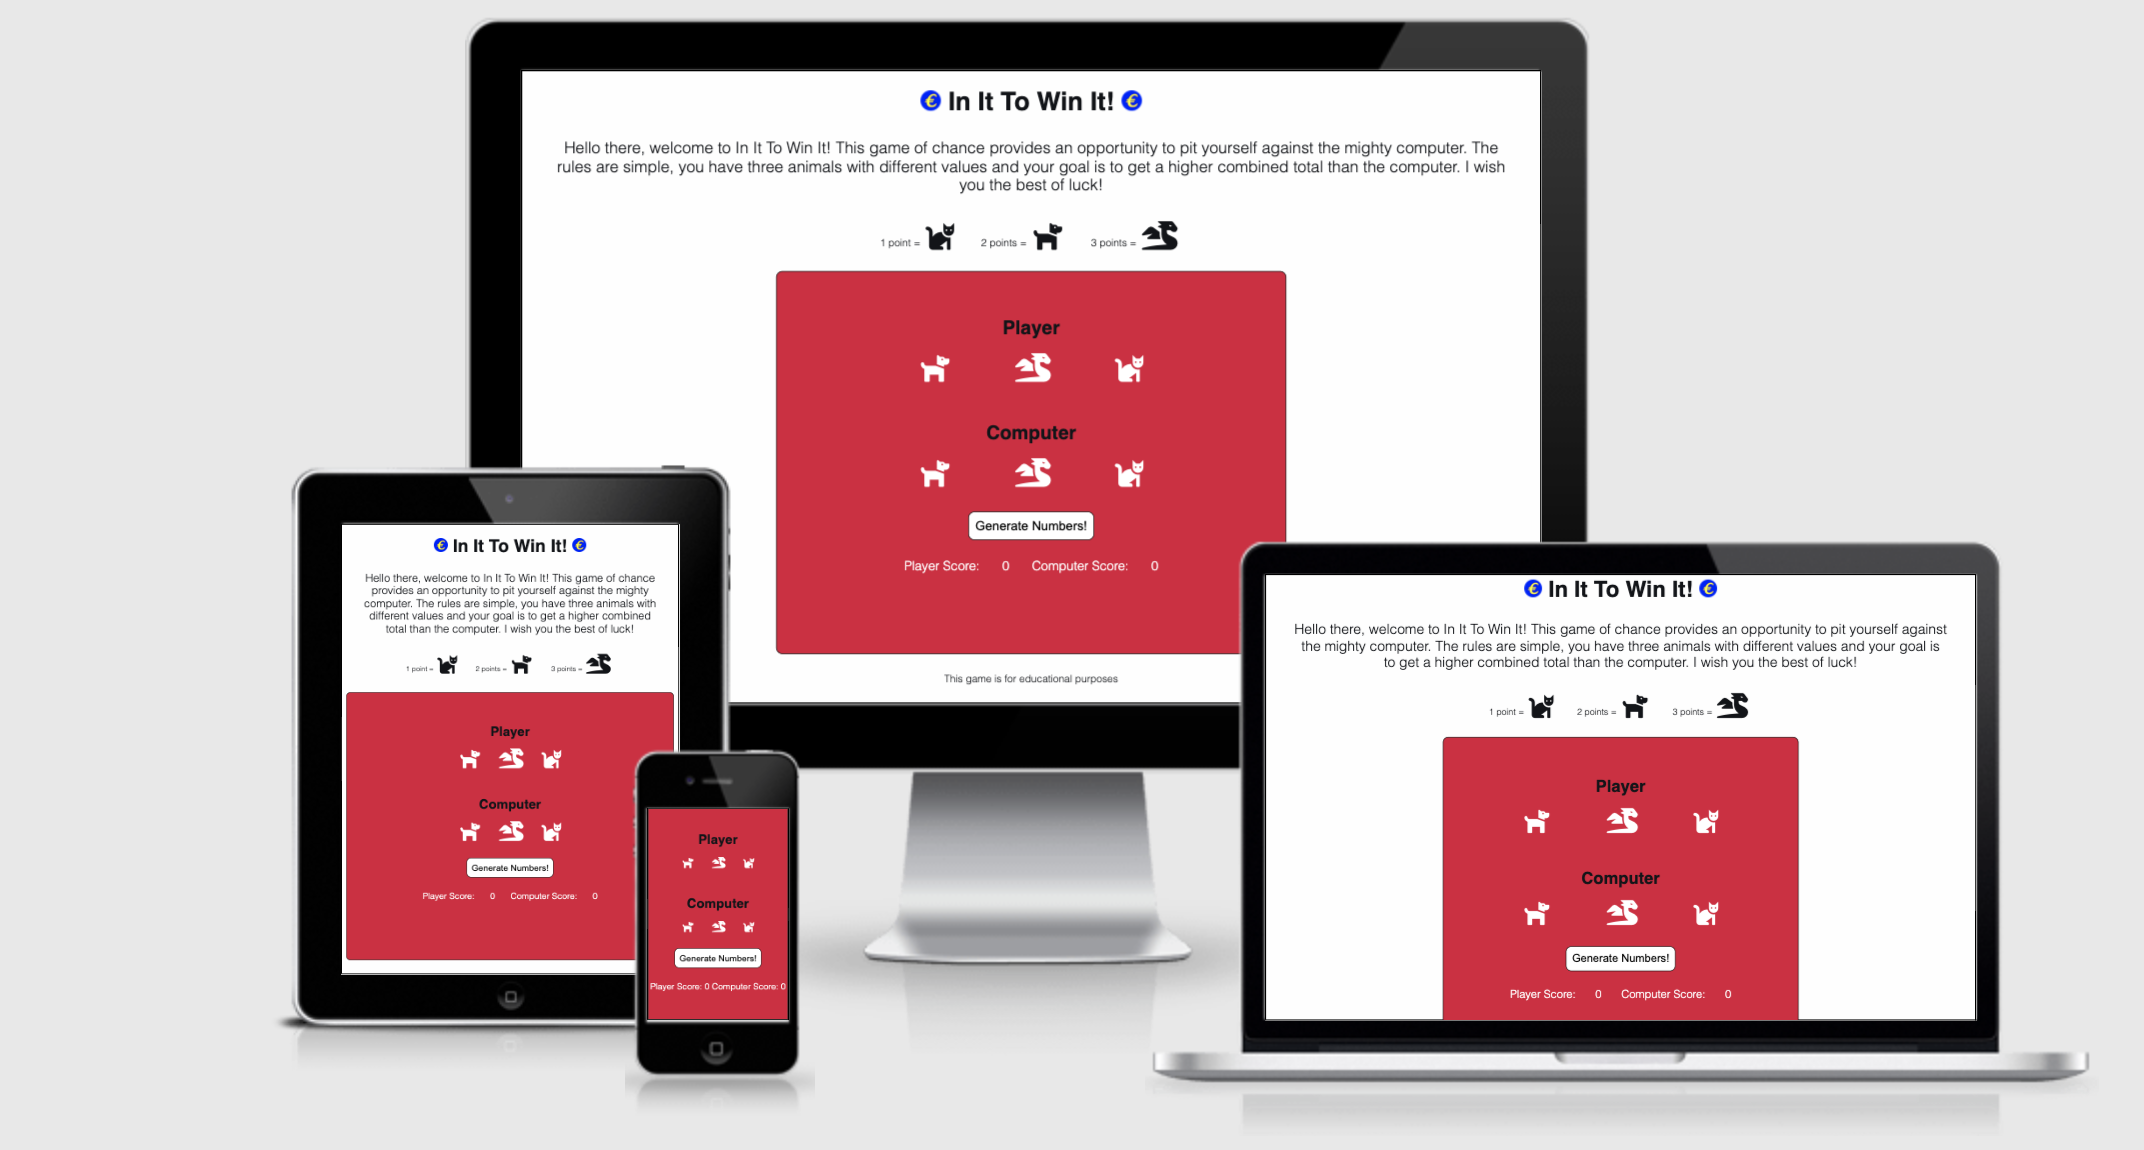 In It To Win It!
Hello there, welcome to In It To Win It! This game of chance provides an opportunity to pit yourself against the mighty computer. The
rules are simple, you have three animals with different values and your goal is to get a higher combined total than the computer. I wish
you the best of luck!
1 point = 2 points = 3 points =
Player
Computer
Generate Numbers!
Player Score: 0 Computer Score: 0
This game is for educational purposes
In It To Win It!
Hello there, welcome to In It To Win It! This game of chance
provides an opportunity to pit yourself against the mighty
computer. The rules are simple, you have three animals with
different values and your goal is to get a higher combined
total than the computer. I wish you the best of luck!
1 point = 2 points = 3 points =
Player
Computer
Generate Numbers!
Player Score: 0 Computer Score: 0
Player
Computer
Generate Numbers!
Player Score: 0 Computer Score: 0
In It To Win It!
Hello there, welcome to In It To Win It! This game of chance provides an opportunity to pit yourself against
the mighty computer. The rules are simple, you have three animals with different values and your goal is
to get a higher combined total than the computer. I wish you the best of luck!
1 point = 2 points = 3 points =
Player
Computer
Generate Numbers!
Player Score: 0 Computer Score: 0